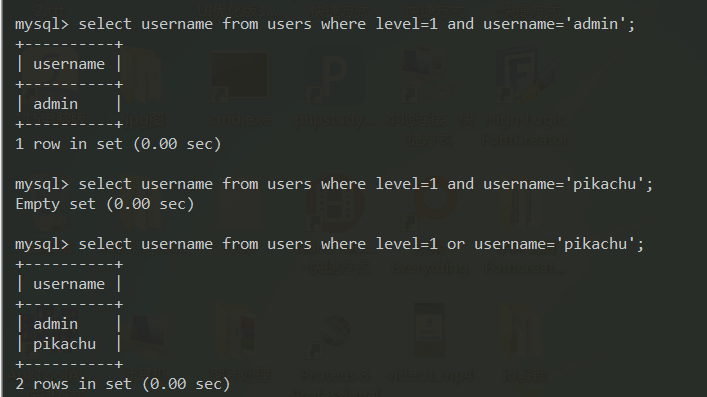 mysql> select username from users where level=1 and username='admin';
+----------+
| username |
+----------+
| admin    |
+----------+
1 row in set (0.00 sec)
mysql> select username from users where level=1 and username='pikachu';
Empty set (0.00 sec)
mysql> select username from users where level=1 or username='pikachu';
+----------+
| username |
+----------+
| admin    |
| pikachu  |
+----------+
2 rows in set (0.00 sec)